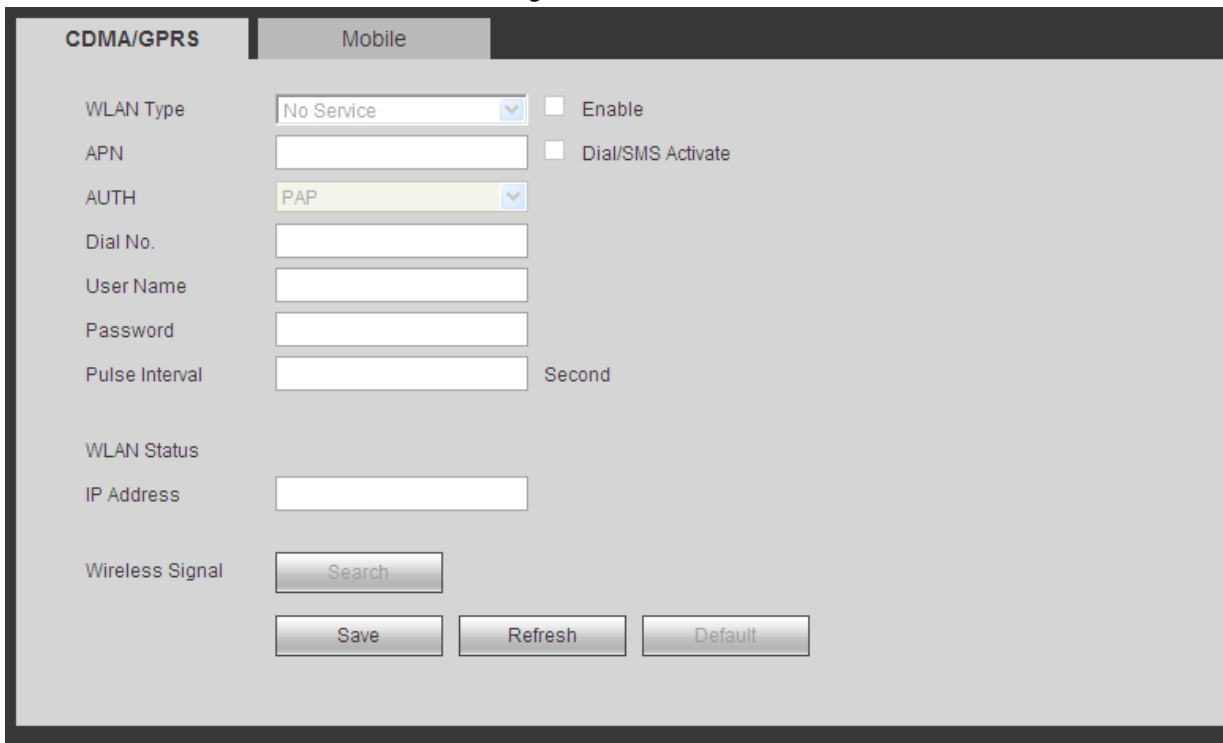 CDMA/GPRS Mobile
WLAN Type No Service Enable
APN Dial/SMS Activate
AUTH PAP
Dial No.
User Name
Password
Pulse Interval Second
WLAN Status
IP Address
Wireless Signal Search
Save Refresh Default